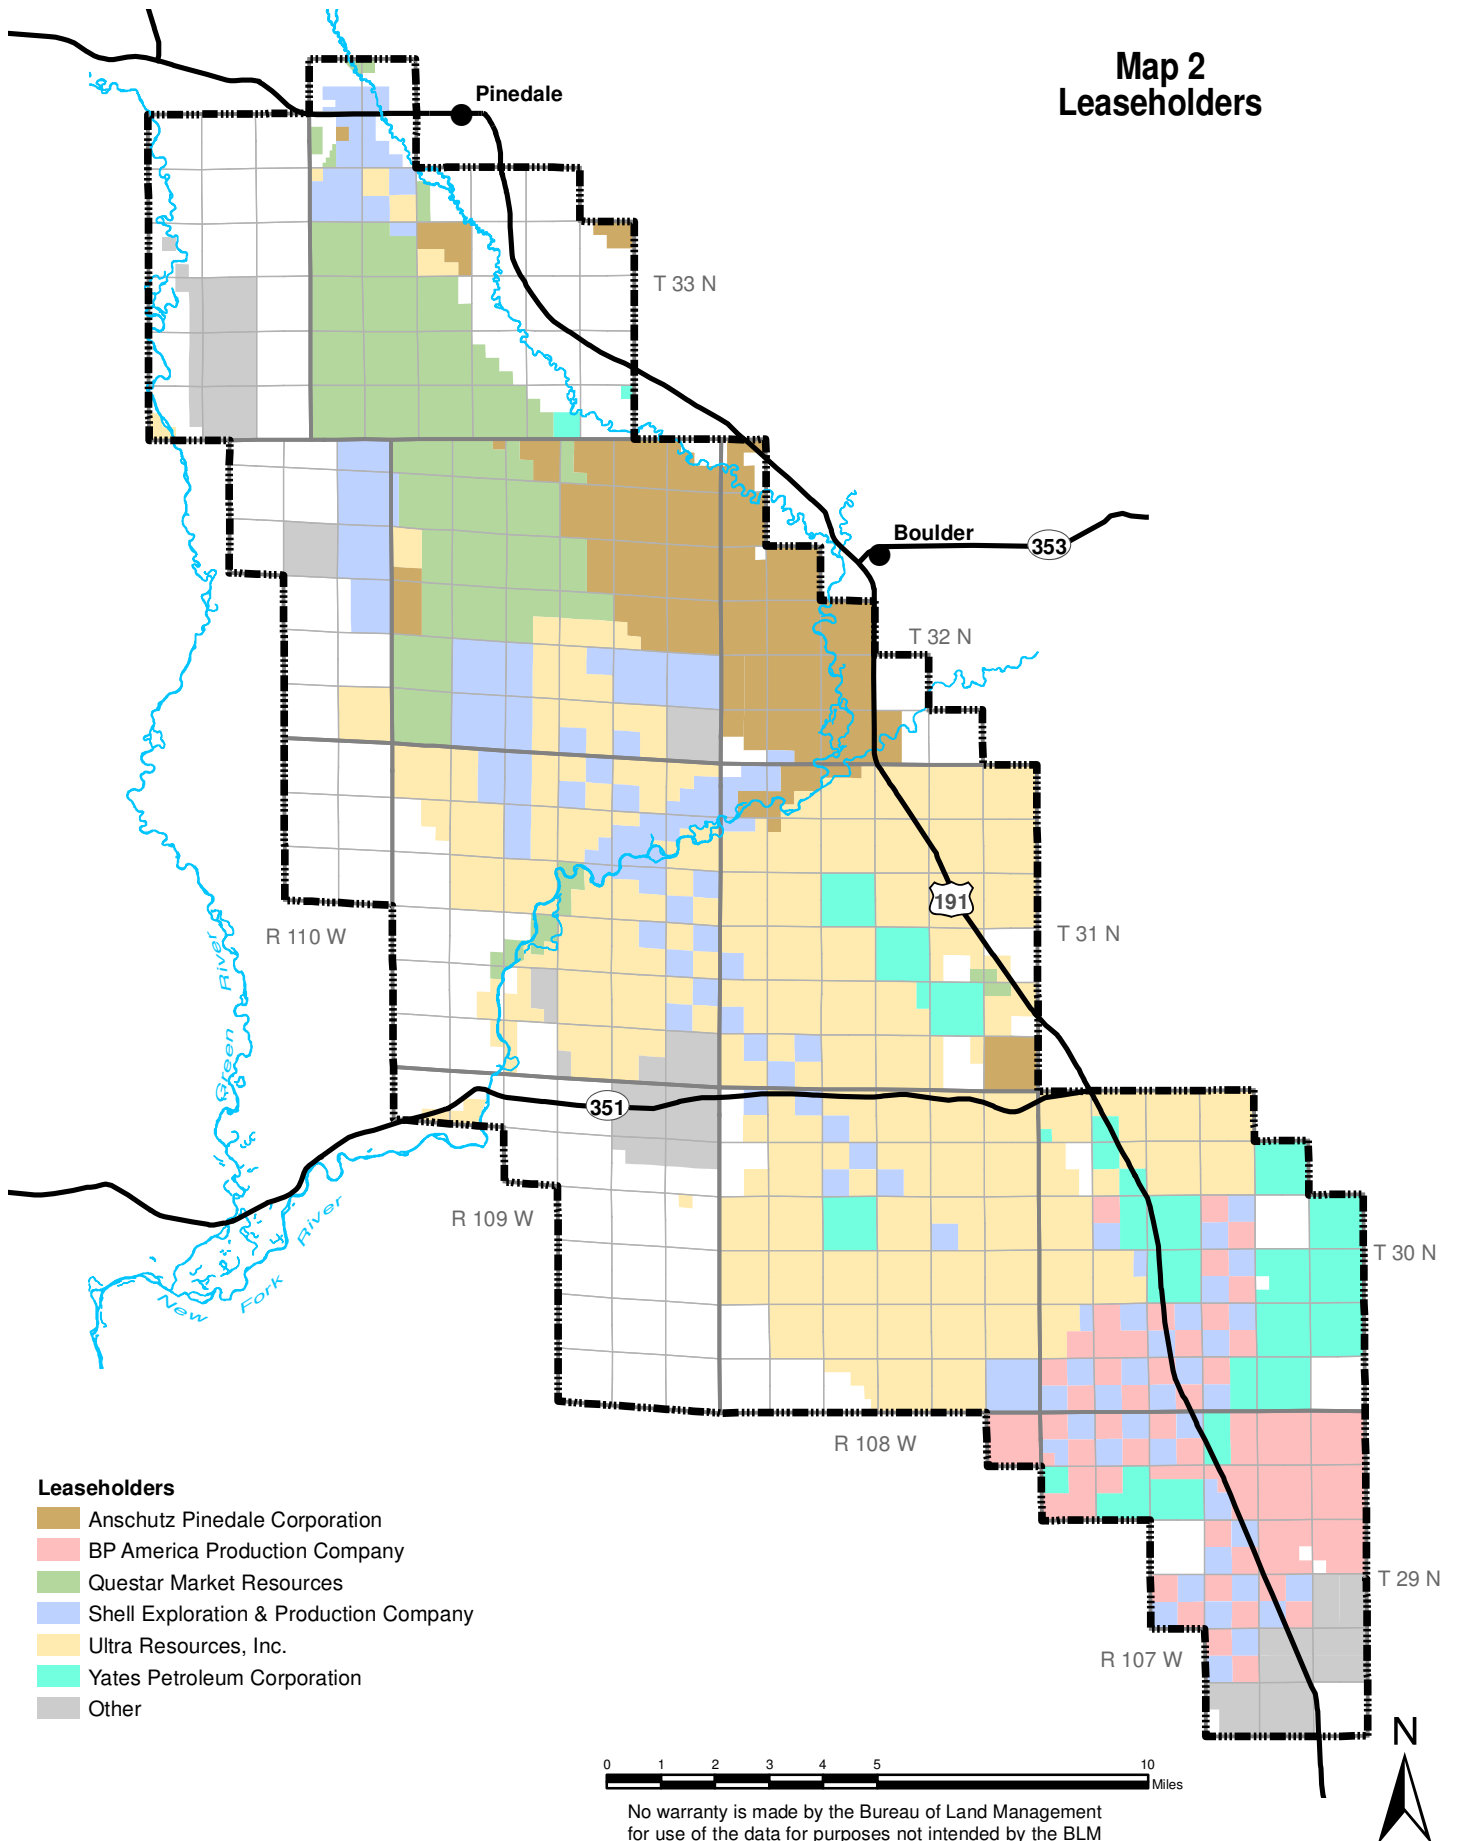 Map 2
Leaseholders
Pinedale
T 33 N
Boulder
353
T 32 N
191
R 110 W
T 31 N
Green River
351
R 109 W
New Fork River
T 30 N
R 108 W
Leaseholders
Anschutz Pinedale Corporation
BP America Production Company
Questar Market Resources
Shell Exploration & Production Company
Ultra Resources, Inc.
Yates Petroleum Corporation
Other
T 29 N
R 107 W
N
0 1 2 3 4 5 10
Miles
No warranty is made by the Bureau of Land Management
for use of the data for purposes not intended by the BLM